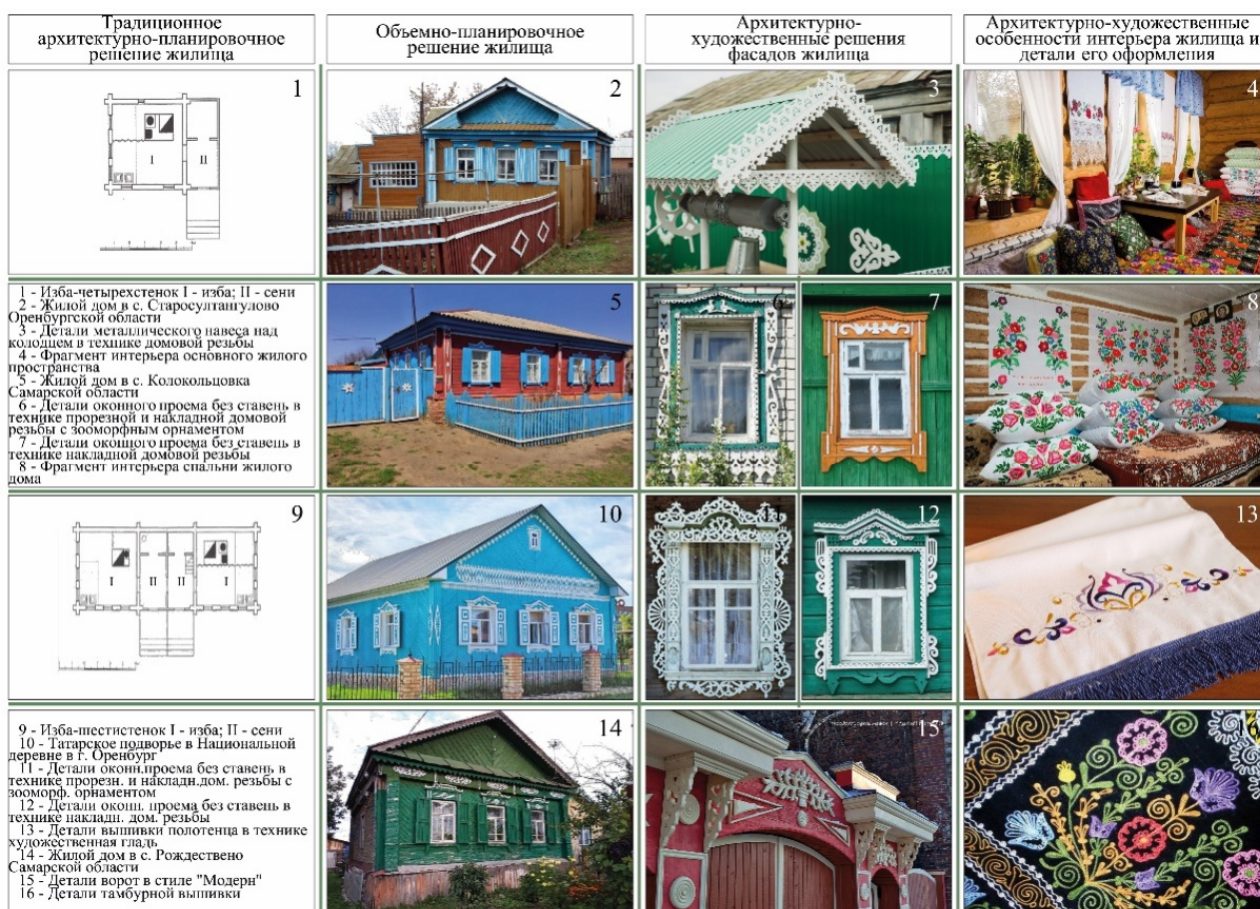 Традиционное
архитектурно-планировочное
решение жилища
Объемно-планировочное
решение жилища
Архитектурно-
художественные решения
фасадов жилища
Архитектурно-художественные
особенности интерьера жилища и
детали его оформления
1
I
II
2
3
4
1 - Изба-четырехстенок I - изба; II - сени
2 - Жилой дом в с. Старосултангулово
Оренбургской области
3 - Детали металлического навеса над
колодцем в технике домовой резьбы
4 - Фрагмент интерьера основного жилого
пространства
5 - Жилой дом в с. Колокольцовка
Самарской области
6 - Детали оконного проема без ставень в
технике прорезной и накладной домовой
резьбы с зооморфным орнаментом
7 - Детали оконного проема без ставень в
технике накладной домовой резьбы
8 - Фрагмент интерьера спальни жилого
дома
5
6
7
8
9
I
II
II
I
10
11
12
13
9 - Изба-шестистенок I - изба; II - сени
10 - Татарское подворье в Национальной
деревне в г. Оренбург
11 - Детали оконн.проема без ставень в
технике прорезн. и накладн.дом. резьбы с
зооморф. орнаментом
12 - Детали оконн. проема без ставень в
технике накладн. дом. резьбы
13 - Детали вышивки полотенца в технике
художественная гладь
14 - Жилой дом в с. Рождествено
Самарской области
15 - Детали ворот в стиле "Модерн"
16 - Детали тамбурной вышивки
14
15